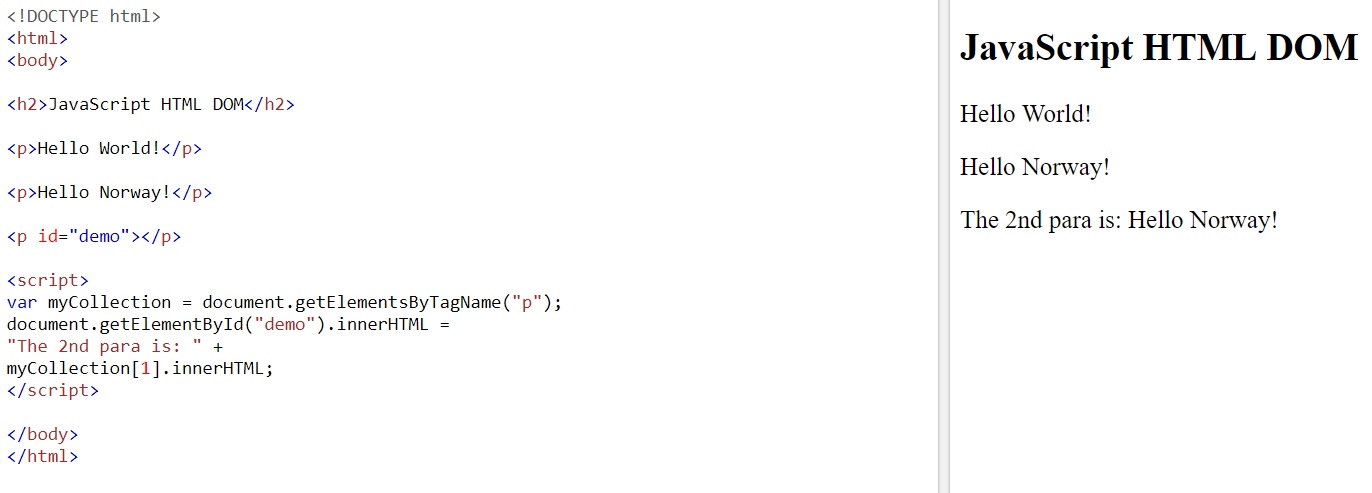 <!DOCTYPE html>
<html>
<body>
<h2>JavaScript HTML DOM</h2>
<p>Hello World!</p>
<p>Hello Norway!</p>
<p id="demo"></p>
<script>
var myCollection = document.getElementsByTagName("p");
document.getElementById("demo").innerHTML =
"The 2nd para is: " +
myCollection[1].innerHTML;
</script>
</body>
</html>
JavaScript HTML DOM
Hello World!
Hello Norway!
The 2nd para is: Hello Norway!